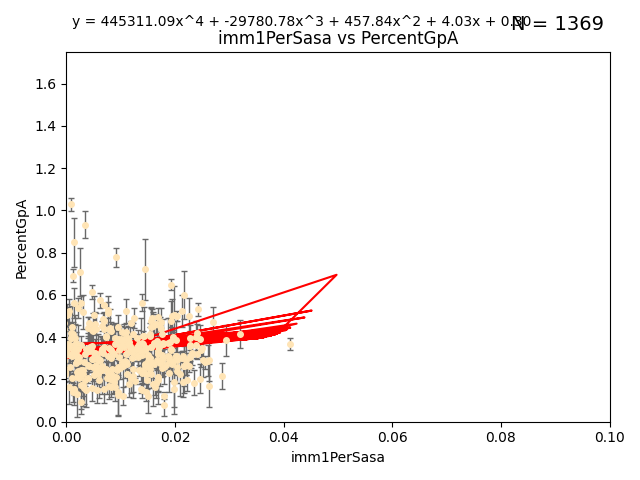 y = 445311.09x^4 + -29780.78x^3 + 457.84x^2 + 4.03x + 0.30
N = 1369
imm1PerSasa vs PercentGpA
PercentGpA
1.6
1.4
1.2
1.0
0.8
0.6
0.4
0.2
0.0
0.00 0.02 0.04 0.06 0.08 0.10
imm1PerSasa